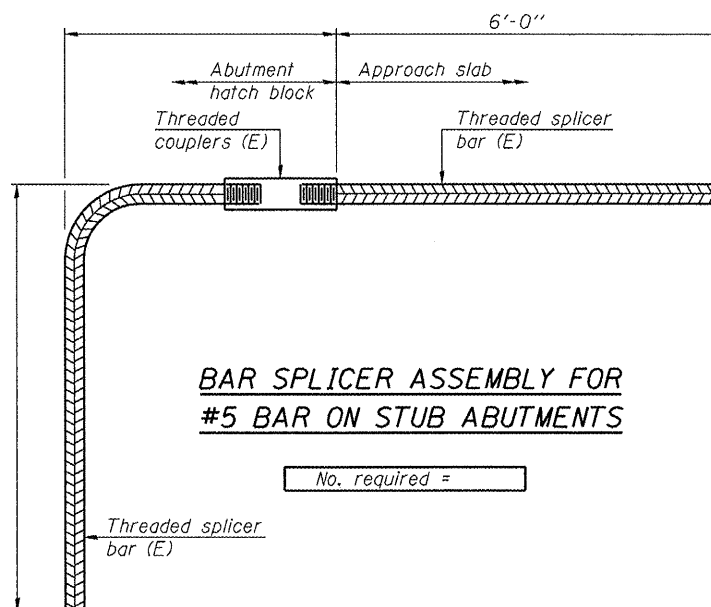 6'-0"
Abutment
hatch block
Approach slab
Threaded
couplers (E)
Threaded splicer
bar (E)
BAR SPLICER ASSEMBLY FOR
#5 BAR ON STUB ABUTMENTS
No. required =
Threaded splicer
bar (E)